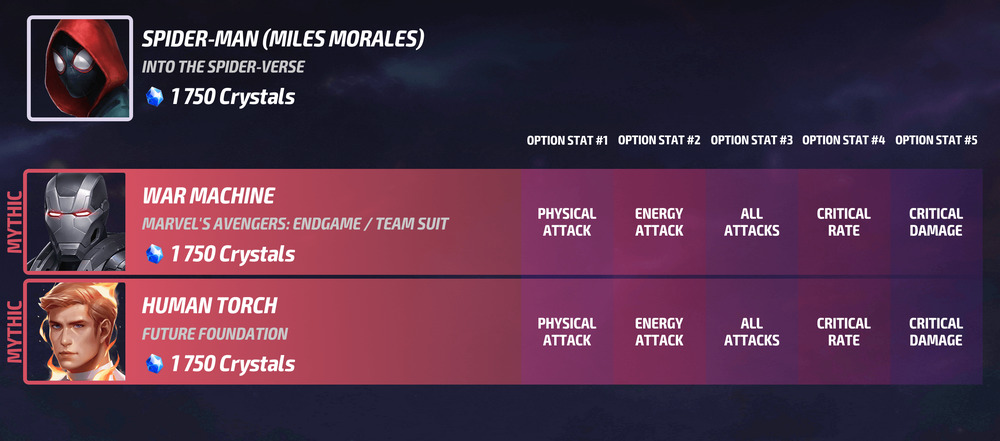 SPIDER-MAN (MILES MORALES)
INTO THE SPIDER-VERSE
1 750 Crystals
OPTION STAT #1 OPTION STAT #2 OPTION STAT #3 OPTION STAT #4 OPTION STAT #5
MYTHIC
WAR MACHINE
MARVEL'S AVENGERS: ENDGAME / TEAM SUIT
1 750 Crystals
PHYSICAL ATTACK
ENERGY ATTACK
ALL ATTACKS
CRITICAL RATE
CRITICAL DAMAGE
MYTHIC
HUMAN TORCH
FUTURE FOUNDATION
1 750 Crystals
PHYSICAL ATTACK
ENERGY ATTACK
ALL ATTACKS
CRITICAL RATE
CRITICAL DAMAGE